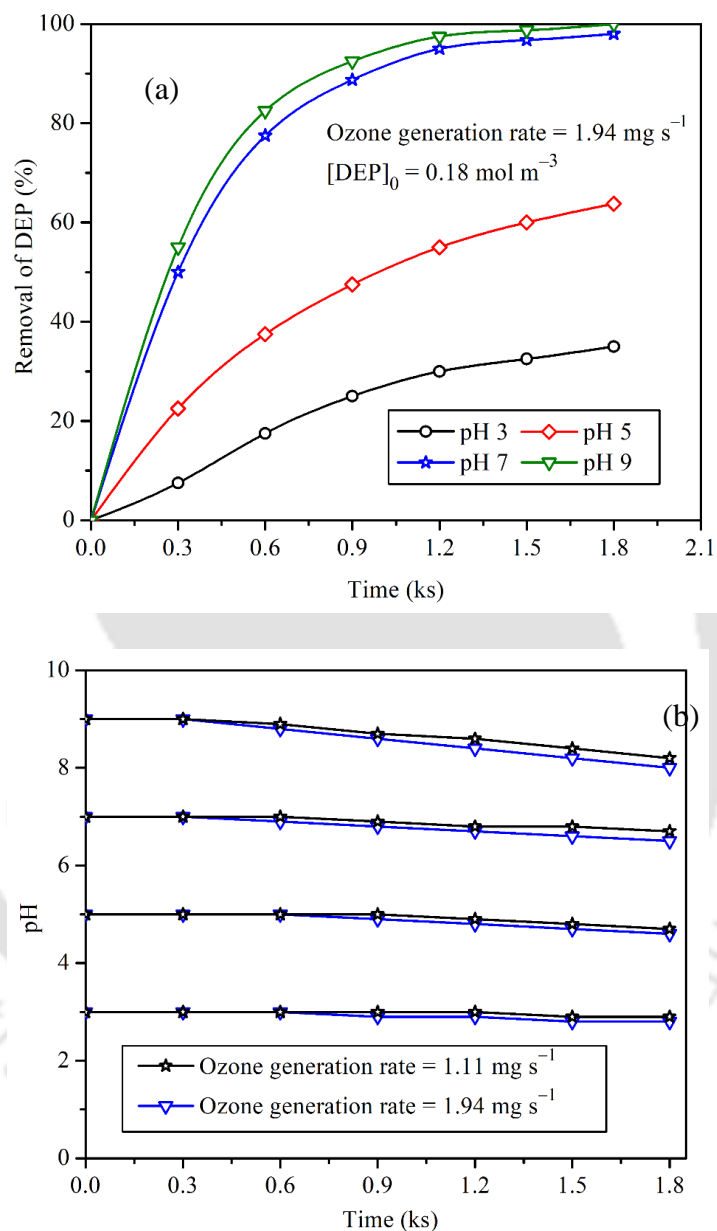 100
(a)
80
Ozone generation rate = 1.94 mg s⁻¹
[DEP]₀ = 0.18 mol m⁻³
60
Removal of DEP (%)
40
20
pH 3 pH 5
pH 7 pH 9
0
0.0 0.3 0.6 0.9 1.2 1.5 1.8 2.1
Time (ks)
10
(b)
8
6
pH
4
2
Ozone generation rate = 1.11 mg s⁻¹
Ozone generation rate = 1.94 mg s⁻¹
0
0.0 0.3 0.6 0.9 1.2 1.5 1.8
Time (ks)